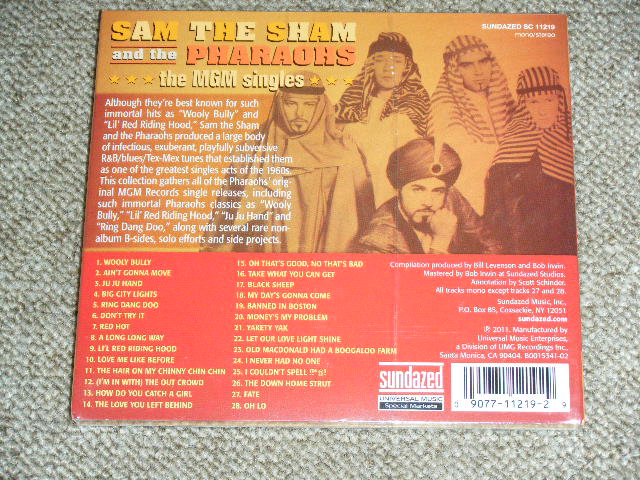 SAM THE SHAM
and the PHARAOHS
the MGM singles
SUNDAZED SC 11219
mono/stereo
Although they're best known for such
immortal hits as "Wooly Bully" and
"Lil' Red Riding Hood," Sam the Sham
and the Pharaohs produced a large body
of infectious, exuberant, playfully subversive
R&B/blues/Tex-Mex tunes that established them
as one of the greatest singles acts of the 1960s.
This collection gathers all of the Pharaohs' orig-
inal MGM Records single releases, including
such immortal Pharaohs classics as "Wooly
Bully," "Lil' Red Riding Hood," "Ju Ju Hand" and
"Ring Dang Doo," along with several rare non-
album B-sides, solo efforts and side projects.
1. WOOLY BULLY
2. AIN'T GONNA MOVE
3. JU JU HAND
4. BIG CITY LIGHTS
5. RING DANG DOO
6. DON'T TRY IT
7. RED HOT
8. A LONG LONG WAY
9. LI'L RED RIDING HOOD
10. LOVE ME LIKE BEFORE
11. THE HAIR ON MY CHINNY CHIN CHIN
12. (I'M IN WITH) THE OUT CROWD
13. HOW DO YOU CATCH A GIRL
14. THE LOVE YOU LEFT BEHIND
15. OH THAT'S GOOD, NO THAT'S BAD
16. TAKE WHAT YOU CAN GET
17. BLACK SHEEP
18. MY DAY'S GONNA COME
19. BANNED IN BOSTON
20. MONEY'S MY PROBLEM
21. YAKETY YAK
22. LET OUR LOVE LIGHT SHINE
23. OLD MACDONALD HAD A BOOGALOO FARM
24. I NEVER HAD NO ONE
25. I COULDN'T SPELL
26. THE DOWN HOME STRUT
27. FATE
28. OH LO
Compilation produced by Bill Levenson and Bob Irwin.
Mastered by Bob Irwin at Sundazed Studios.
Annotation by Scott Schinder.
All tracks mono except tracks 27 and 28.
Sundazed Music, Inc.
P.O. Box 85, Coxsackie, NY 12051
sundazed.com
℗ 2011. Manufactured by
Universal Music Enterprises,
a Division of UMG Recordings Inc.
Santa Monica, CA 90404. B0015341-02
sundazed
UNIVERSAL MUSIC
Special Markets
0 9077-11219-2 9